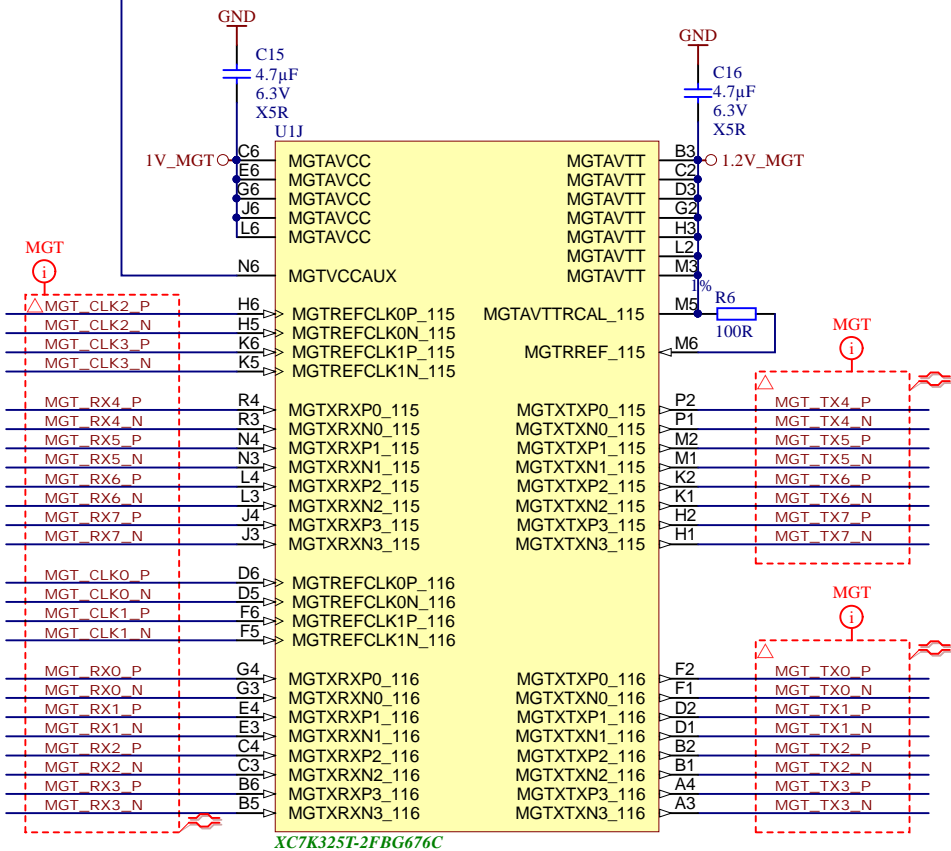 GND
GND
C15
4.7µF
6.3V
X5R
C16
4.7µF
6.3V
X5R
U1J
1V_MGT C6 MGTAVCC MGTAVTT B3 1.2V_MGT
E6 MGTAVCC MGTAVTT C2
G6 MGTAVCC MGTAVTT D3
J6 MGTAVCC MGTAVTT G2
L6 MGTAVCC MGTAVTT H3
MGTAVTT L2
MGT
i
N6 MGTVCCAUX MGTAVTT M3
1%
MGT_CLK2_P H6 MGTREFCLK0P_115 MGTAVTTRCAL_115 M5 R6
MGT_CLK2_N H5 MGTREFCLK0N_115 100R
MGT_CLK3_P K6 MGTREFCLK1P_115 MGTRREF_115 M6
MGT_CLK3_N K5 MGTREFCLK1N_115
MGT
i
MGT_RX4_P R4 MGTXRXP0_115 MGTXTXP0_115 P2 MGT_TX4_P
MGT_RX4_N R3 MGTXRXN0_115 MGTXTXN0_115 P1 MGT_TX4_N
MGT_RX5_P N4 MGTXRXP1_115 MGTXTXP1_115 M2 MGT_TX5_P
MGT_RX5_N N3 MGTXRXN1_115 MGTXTXN1_115 M1 MGT_TX5_N
MGT_RX6_P L4 MGTXRXP2_115 MGTXTXP2_115 K2 MGT_TX6_P
MGT_RX6_N L3 MGTXRXN2_115 MGTXTXN2_115 K1 MGT_TX6_N
MGT_RX7_P J4 MGTXRXP3_115 MGTXTXP3_115 H2 MGT_TX7_P
MGT_RX7_N J3 MGTXRXN3_115 MGTXTXN3_115 H1 MGT_TX7_N
MGT_CLK0_P D6 MGTREFCLK0P_116
MGT_CLK0_N D5 MGTREFCLK0N_116
MGT_CLK1_P F6 MGTREFCLK1P_116
MGT_CLK1_N F5 MGTREFCLK1N_116
MGT
i
MGT_RX0_P G4 MGTXRXP0_116 MGTXTXP0_116 F2 MGT_TX0_P
MGT_RX0_N G3 MGTXRXN0_116 MGTXTXN0_116 F1 MGT_TX0_N
MGT_RX1_P E4 MGTXRXP1_116 MGTXTXP1_116 D2 MGT_TX1_P
MGT_RX1_N E3 MGTXRXN1_116 MGTXTXN1_116 D1 MGT_TX1_N
MGT_RX2_P C4 MGTXRXP2_116 MGTXTXP2_116 B2 MGT_TX2_P
MGT_RX2_N C3 MGTXRXN2_116 MGTXTXN2_116 B1 MGT_TX2_N
MGT_RX3_P B6 MGTXRXP3_116 MGTXTXP3_116 A4 MGT_TX3_P
MGT_RX3_N B5 MGTXRXN3_116 MGTXTXN3_116 A3 MGT_TX3_N
XC7K325T-2FBG676C